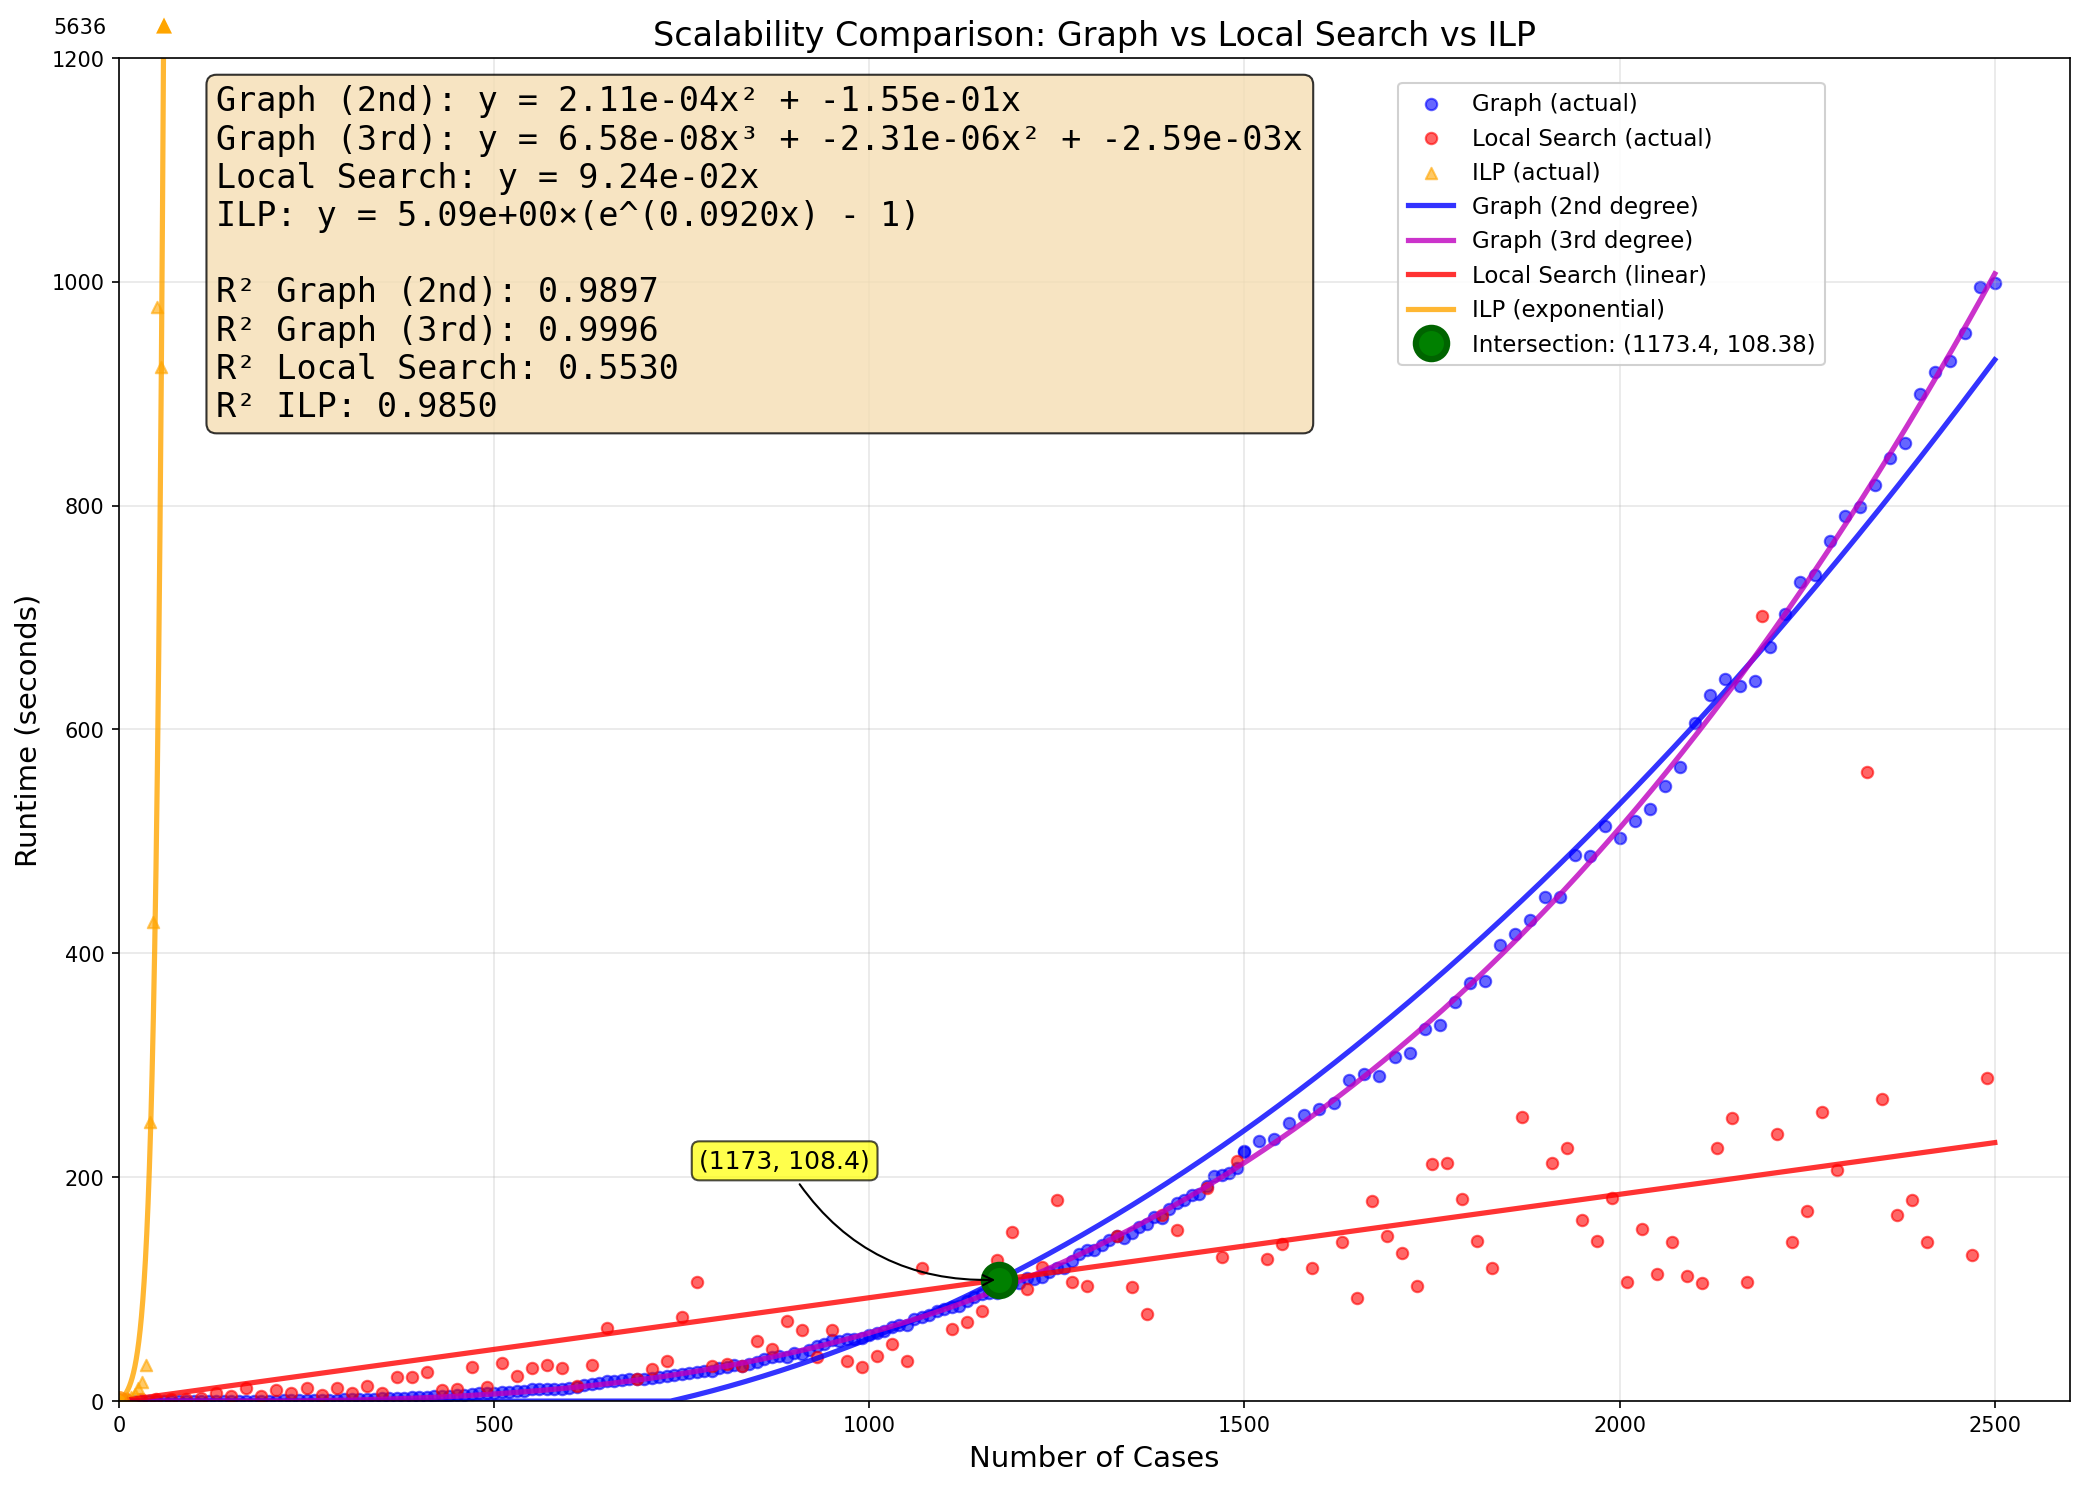 Scalability Comparison: Graph vs Local Search vs ILP
5636
1200
1000
800
600
400
200
0
Runtime (seconds)
Graph (2nd): y = 2.11e-04x² + -1.55e-01x
Graph (3rd): y = 6.58e-08x³ + -2.31e-06x² + -2.59e-03x
Local Search: y = 9.24e-02x
ILP: y = 5.09e+00×(e^(0.0920x) - 1)
R² Graph (2nd): 0.9897
R² Graph (3rd): 0.9996
R² Local Search: 0.5530
R² ILP: 0.9850
Graph (actual)
Local Search (actual)
ILP (actual)
Graph (2nd degree)
Graph (3rd degree)
Local Search (linear)
ILP (exponential)
Intersection: (1173.4, 108.38)
(1173, 108.4)
0
500
1000
1500
2000
2500
Number of Cases